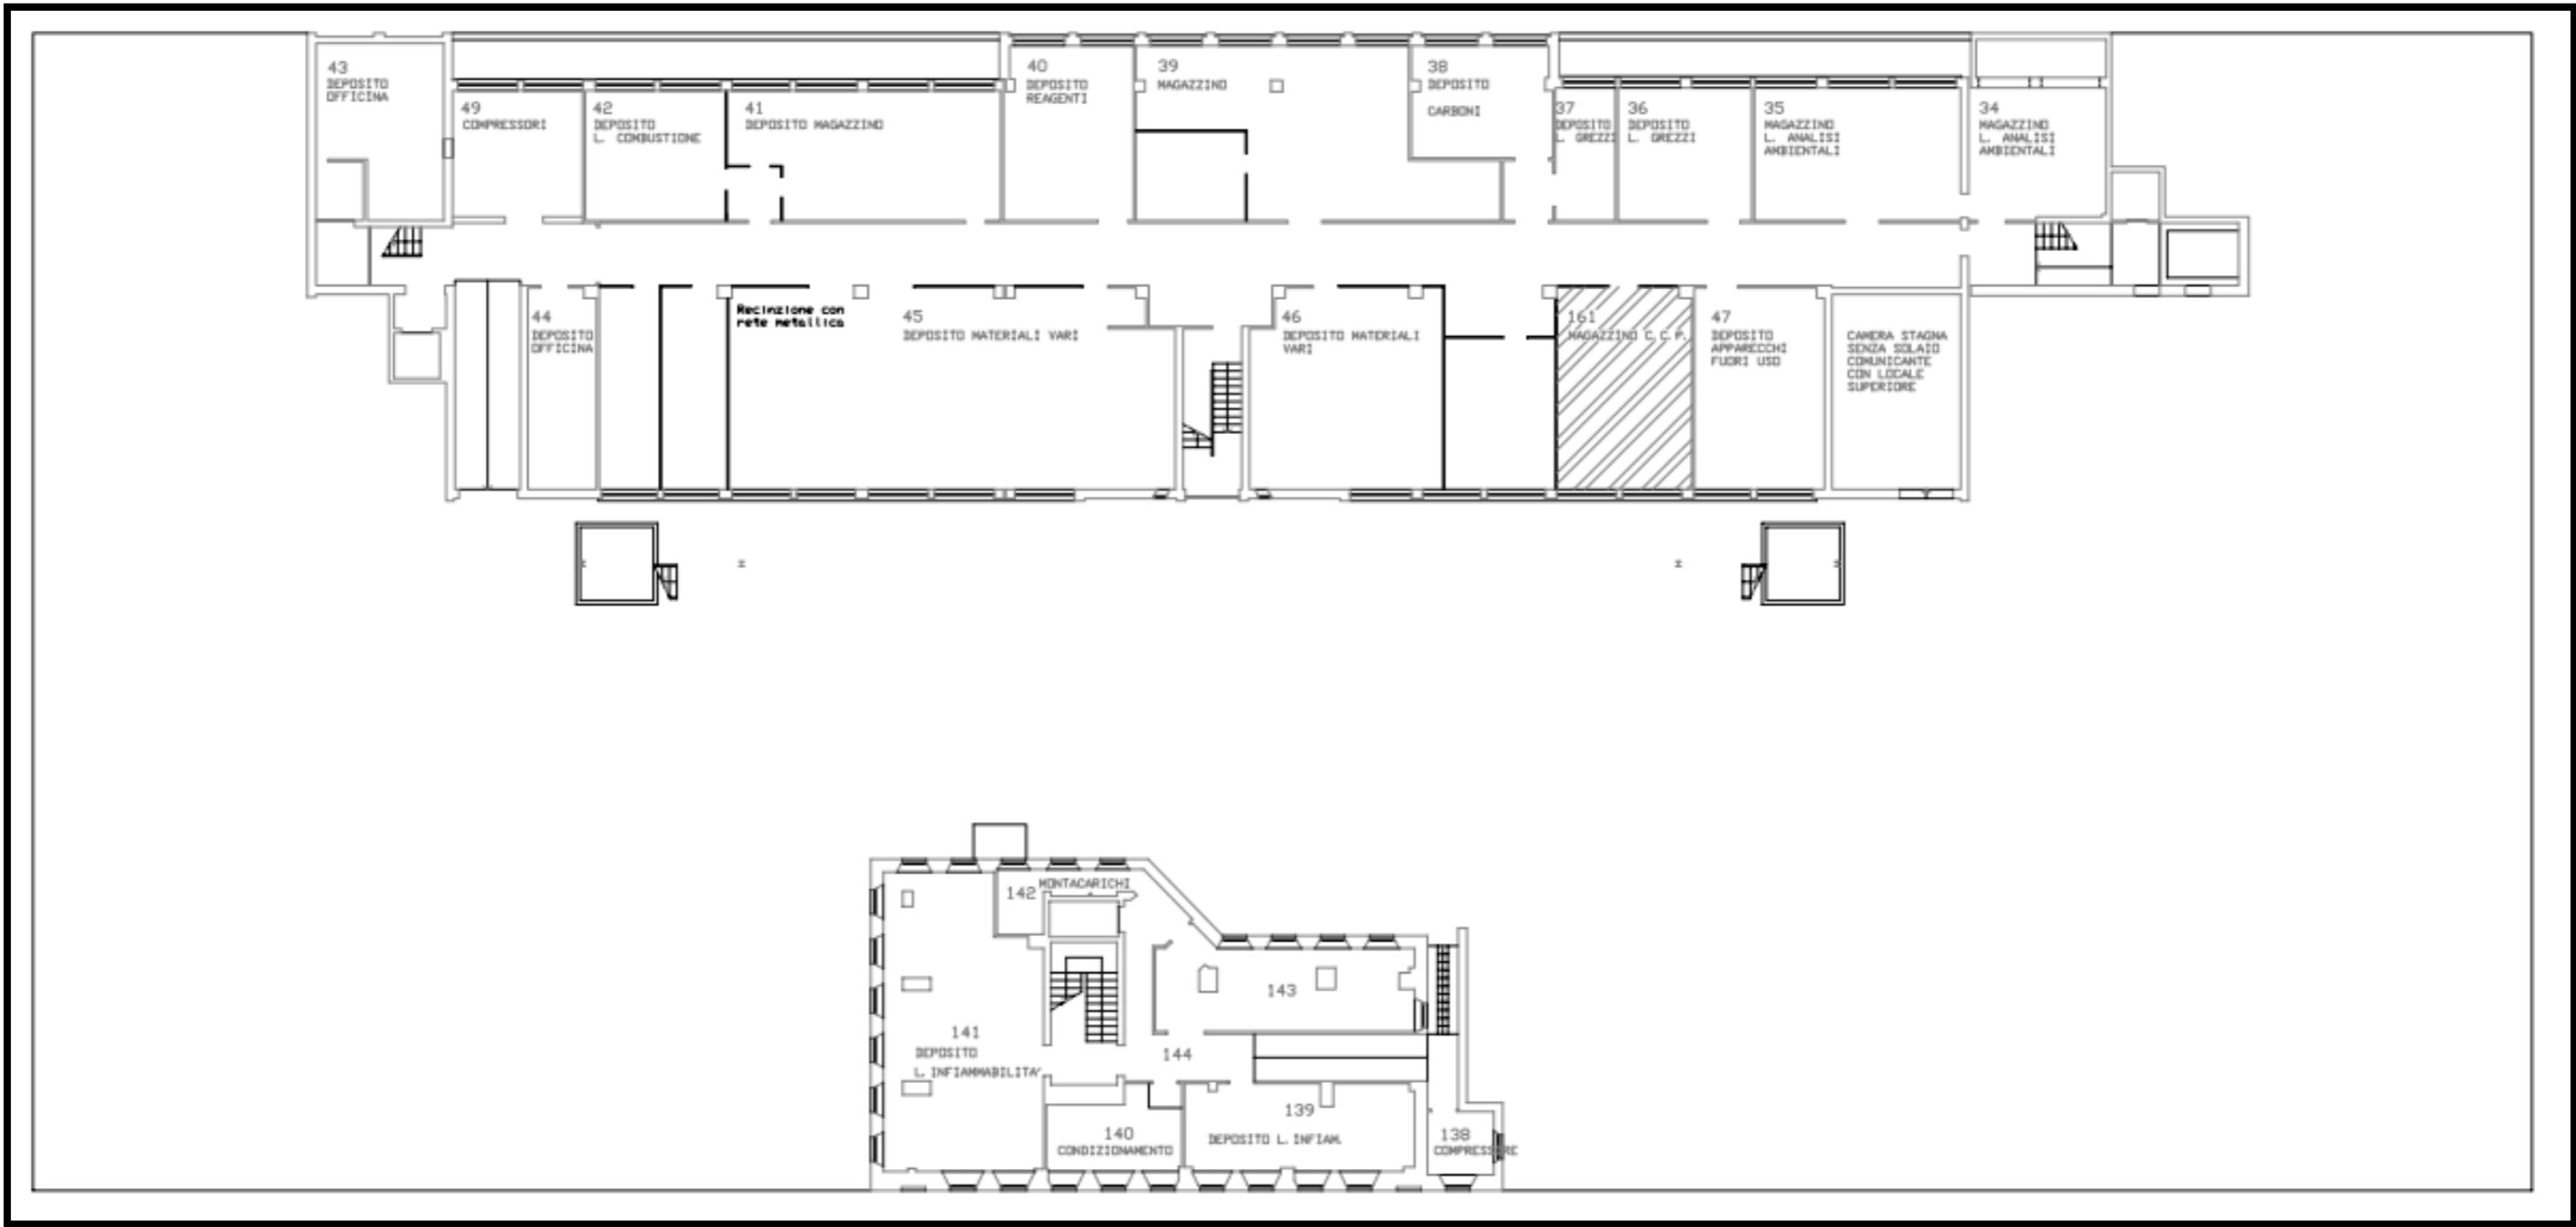 43
DEPOSITO
OFFICINA
49
COMPRESSORI
42
DEPOSITO
L. COMBUSTIONE
41
DEPOSITO MAGAZZINO
40
DEPOSITO
REAGENTI
39
MAGAZZINO
38
DEPOSITO
CARBONI
37
DEPOSITO
L. GREZZI
36
DEPOSITO
L. GREZZI
35
MAGAZZINO
L. ANALISI
AMBIENTALI
34
MAGAZZINO
L. ANALISI
AMBIENTALI
44
DEPOSITO
OFFICINA
Recinzione con
rete metallica
45
DEPOSITO MATERIALI VARI
46
DEPOSITO MATERIALI
VARI
161
MAGAZZINO C.C.P.
47
DEPOSITO
APPARECCHI
FUORI USO
CAMERA STAGNA
SENZA SOLAIO
COMUNICANTE
CON LOCALE
SUPERIORE
142
MONTACARICHI
143
141
DEPOSITO
L. INFIAMMABILITA'
144
139
DEPOSITO L. INFIAM.
140
CONDIZIONAMENTO
138
COMPRESSORE